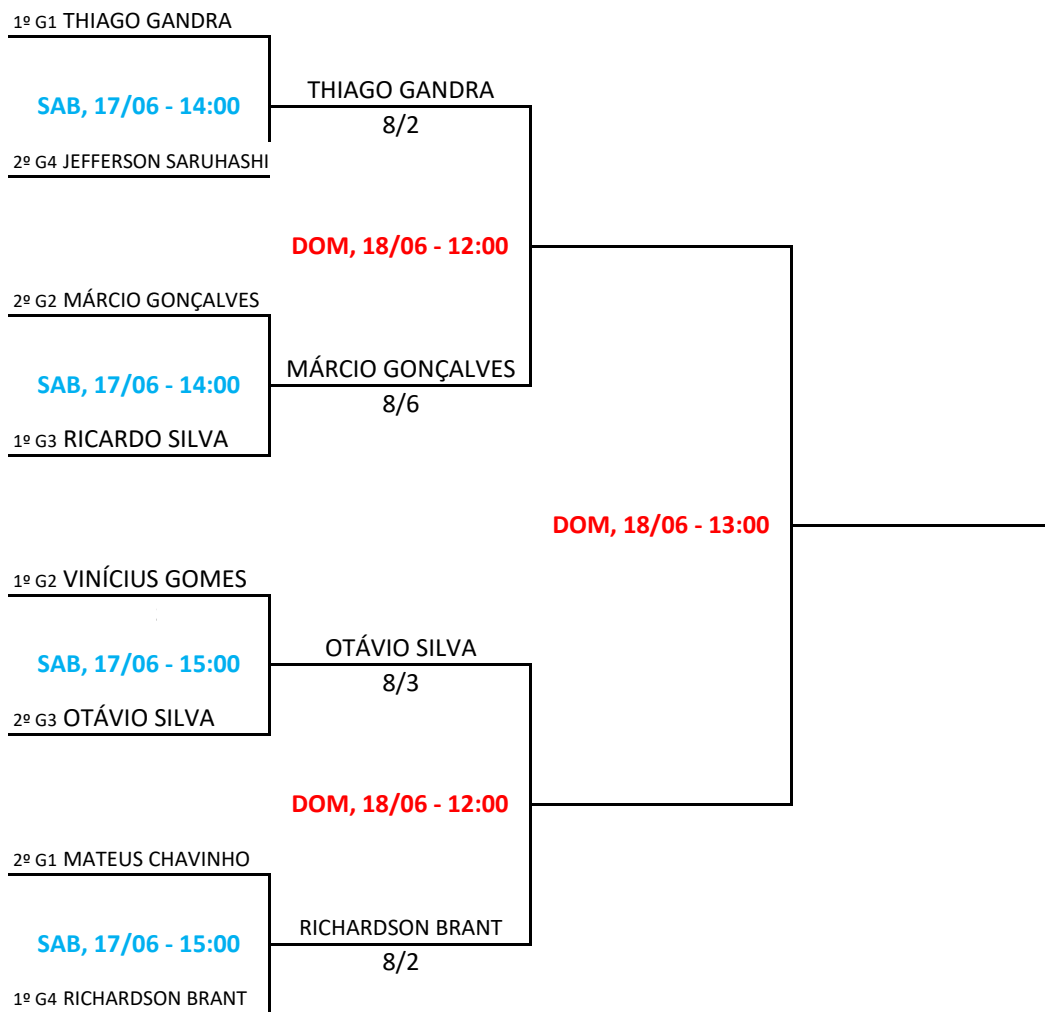 1º G1 THIAGO GANDRA
SAB, 17/06 - 14:00
2º G4 JEFFERSON SARUHASHI
THIAGO GANDRA
8/2
DOM, 18/06 - 12:00
2º G2 MÁRCIO GONÇALVES
SAB, 17/06 - 14:00
1º G3 RICARDO SILVA
MÁRCIO GONÇALVES
8/6
DOM, 18/06 - 13:00
1º G2 VINÍCIUS GOMES
SAB, 17/06 - 15:00
2º G3 OTÁVIO SILVA
OTÁVIO SILVA
8/3
DOM, 18/06 - 12:00
2º G1 MATEUS CHAVINHO
SAB, 17/06 - 15:00
1º G4 RICHARDSON BRANT
RICHARDSON BRANT
8/2